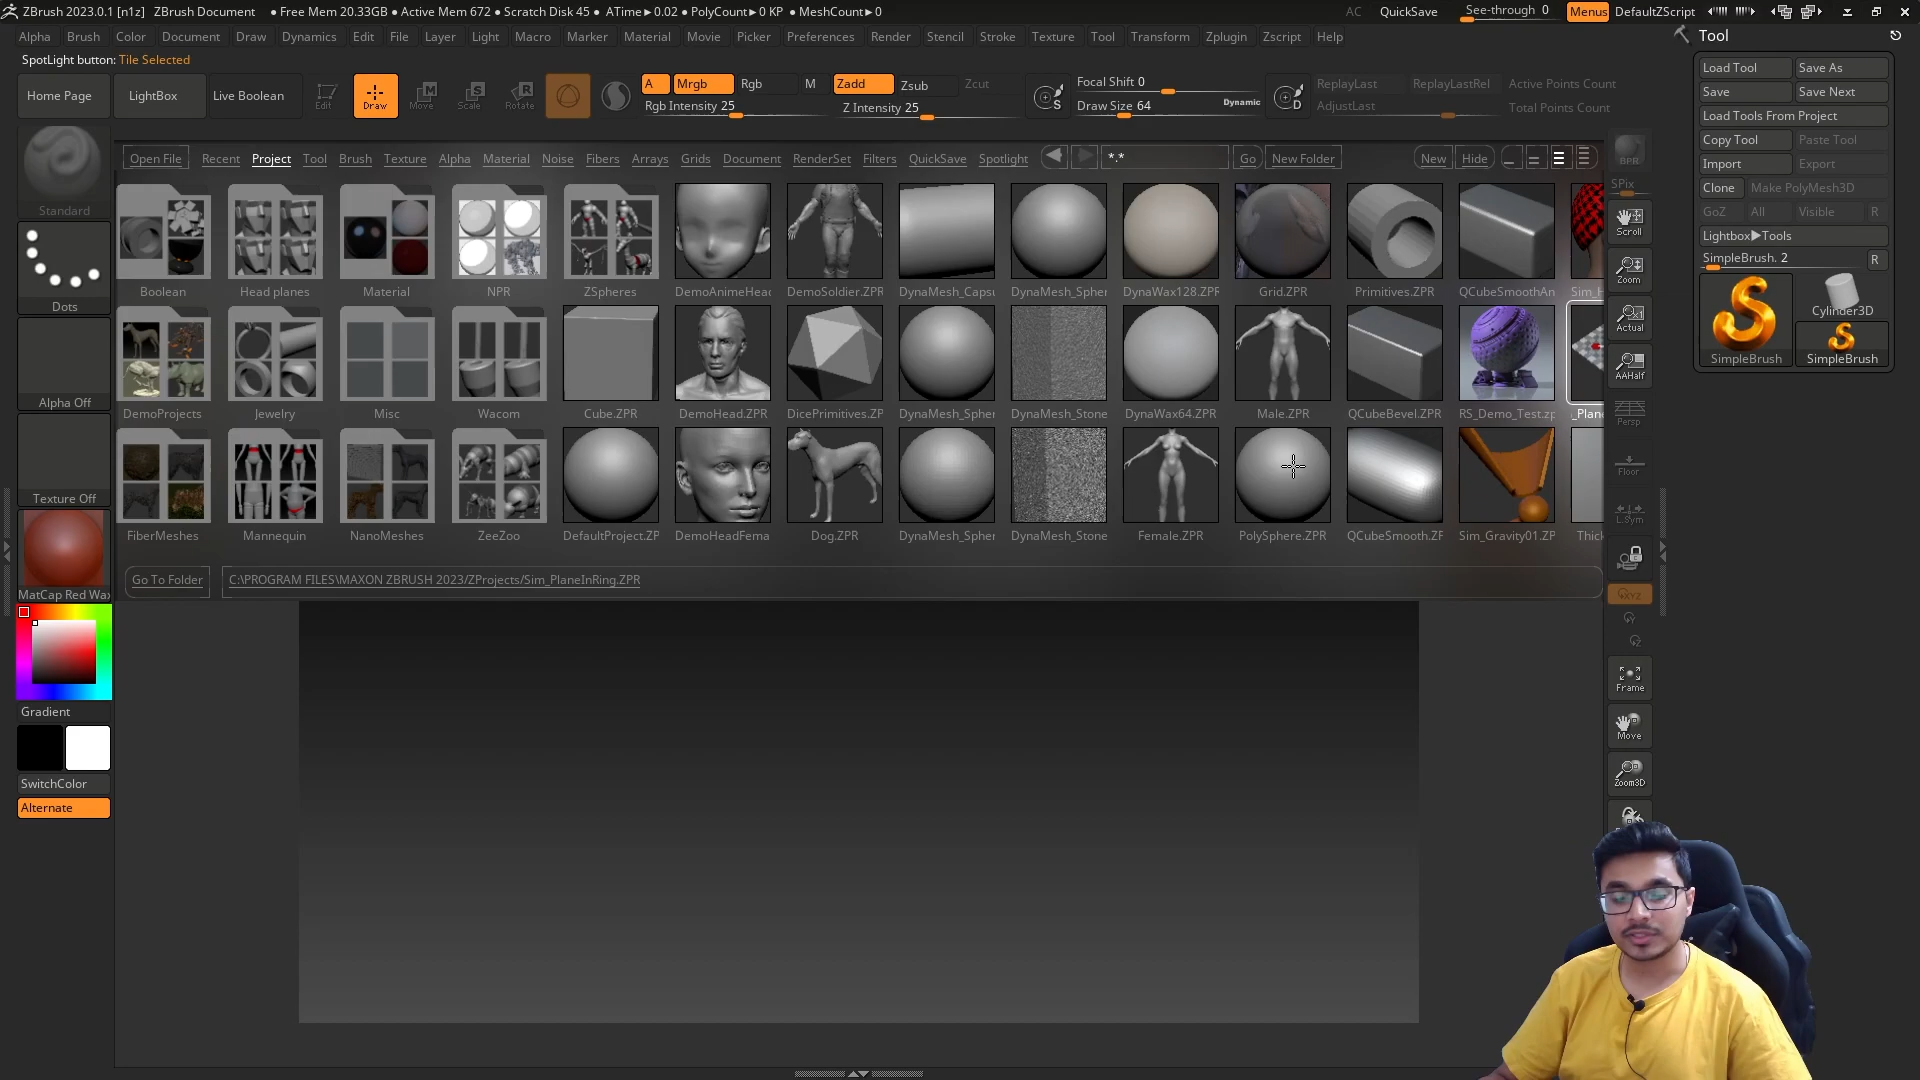 ZBrush 2023.0.1 [n1z] ZBrush Document ● Free Mem 20.33GB ● Active Mem 672 ● Scratch Disk 45 ● ATime►0.02 ● PolyCount►0 KP ● MeshCount►0 AC QuickSave See-through 0 Menus DefaultZScript
Alpha Brush Color Document Draw Dynamics Edit File Layer Light Macro Marker Material Movie Picker Preferences Render Stencil Stroke Texture Tool Transform Zplugin Zscript Help
SpotLight button: Tile Selected
Home Page LightBox Live Boolean Edit Draw Move Scale Rotate
A Mrgb Rgb M Zadd Zsub Zcut
Rgb Intensity 25 Z Intensity 25
Focal Shift 0
Draw Size 64 Dynamic
ReplayLast ReplayLastRel Active Points Count
AdjustLast Total Points Count
Open File Recent Project Tool Brush Texture Alpha Material Noise Fibers Arrays Grids Document RenderSet Filters QuickSave Spotlight *.* Go New Folder New Hide
Boolean Head planes Material NPR ZSpheres DemoAnimeHead DemoSoldier.ZPR DynaMesh_Capsu DynaMesh_Spher DynaWax128.ZPR Grid.ZPR Primitives.ZPR QCubeSmoothAn Sim_H
DemoProjects Jewelry Misc Wacom Cube.ZPR DemoHead.ZPR DicePrimitives.ZP DynaMesh_Spher DynaMesh_Stone DynaWax64.ZPR Male.ZPR QCubeBevel.ZPR RS_Demo_Test.zp _Plane
FiberMeshes Mannequin NanoMeshes ZeeZoo DefaultProject.ZP DemoHeadFema Dog.ZPR DynaMesh_Spher DynaMesh_Stone Female.ZPR PolySphere.ZPR QCubeSmooth.ZF Sim_Gravity01.ZP Thick
Go To Folder C:\PROGRAM FILES\MAXON ZBRUSH 2023/ZProjects/Sim_PlaneInRing.ZPR
Standard
Dots
Alpha Off
Texture Off
MatCap Red Wax
Gradient
SwitchColor
Alternate
BPR
SPix
Scroll
Zoom
Actual
AAHalf
Persp
Floor
L.Sym
XYZ
Frame
Move
Zoom3D
Tool
Load Tool Save As
Save Save Next
Load Tools From Project
Copy Tool Paste Tool
Import Export
Clone Make PolyMesh3D
GoZ All Visible R
Lightbox►Tools
SimpleBrush. 2 R
Cylinder3D
SimpleBrush SimpleBrush